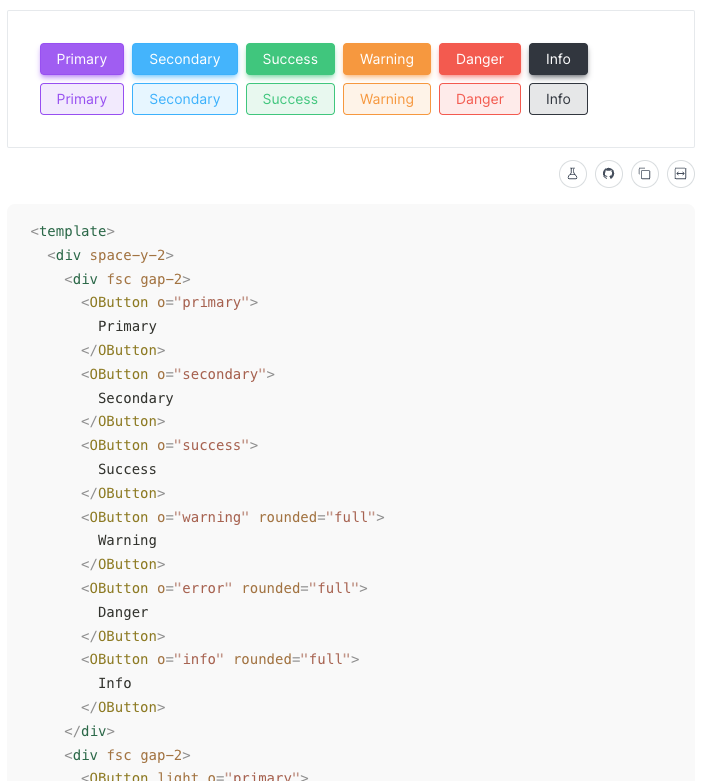 Primary Secondary Success Warning Danger Info
Primary Secondary Success Warning Danger Info
<template>
<div space-y-2>
<div fsc gap-2>
<OButton o="primary">
Primary
</OButton>
<OButton o="secondary">
Secondary
</OButton>
<OButton o="success">
Success
</OButton>
<OButton o="warning" rounded="full">
Warning
</OButton>
<OButton o="error" rounded="full">
Danger
</OButton>
<OButton o="info" rounded="full">
Info
</OButton>
</div>
<div fsc gap-2>
<OButton light o="primary">